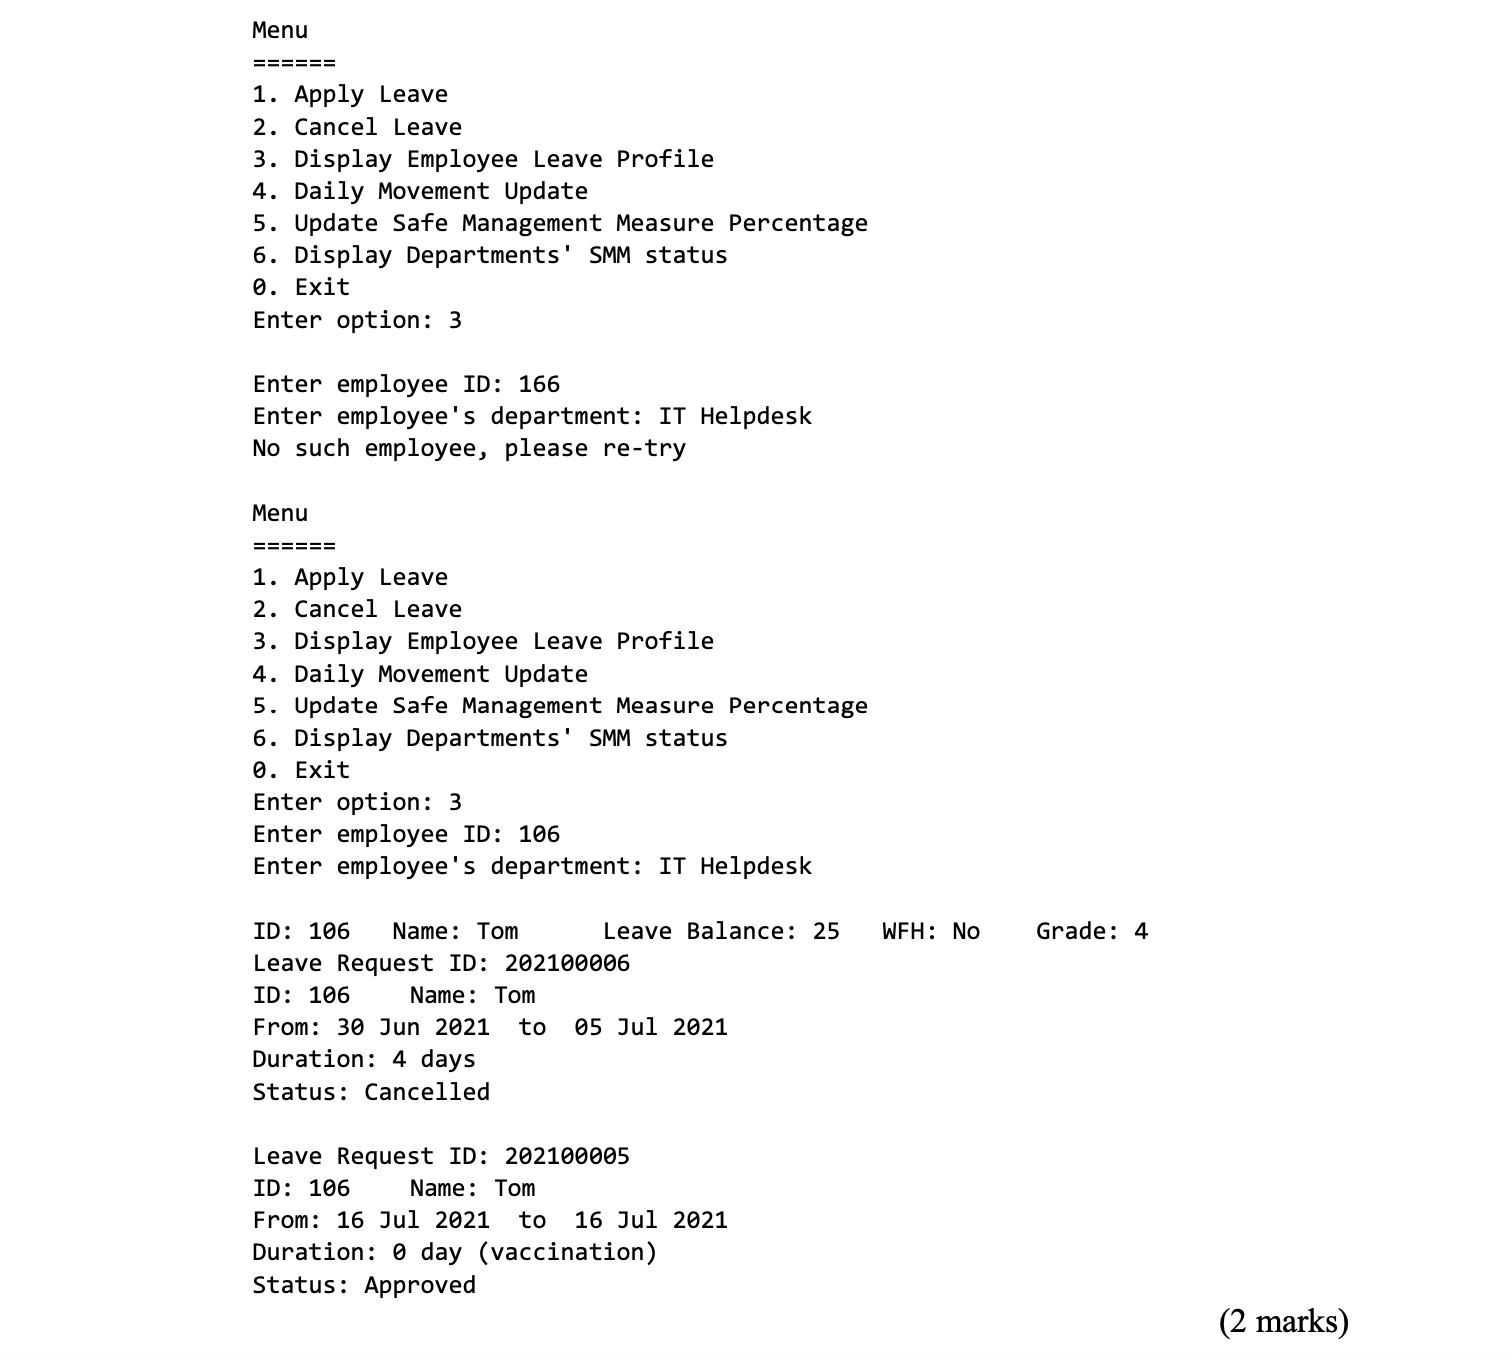 Menu
======
1. Apply Leave
2. Cancel Leave
3. Display Employee Leave Profile
4. Daily Movement Update
5. Update Safe Management Measure Percentage
6. Display Departments' SMM status
0. Exit
Enter option: 3
Enter employee ID: 166
Enter employee's department: IT Helpdesk
No such employee, please re-try
Menu
======
1. Apply Leave
2. Cancel Leave
3. Display Employee Leave Profile
4. Daily Movement Update
5. Update Safe Management Measure Percentage
6. Display Departments' SMM status
0. Exit
Enter option: 3
Enter employee ID: 106
Enter employee's department: IT Helpdesk
ID: 106   Name: Tom      Leave Balance: 25   WFH: No    Grade: 4
Leave Request ID: 202100006
ID: 106    Name: Tom
From: 30 Jun 2021  to  05 Jul 2021
Duration: 4 days
Status: Cancelled
Leave Request ID: 202100005
ID: 106    Name: Tom
From: 16 Jul 2021  to  16 Jul 2021
Duration: 0 day (vaccination)
Status: Approved
(2 marks)